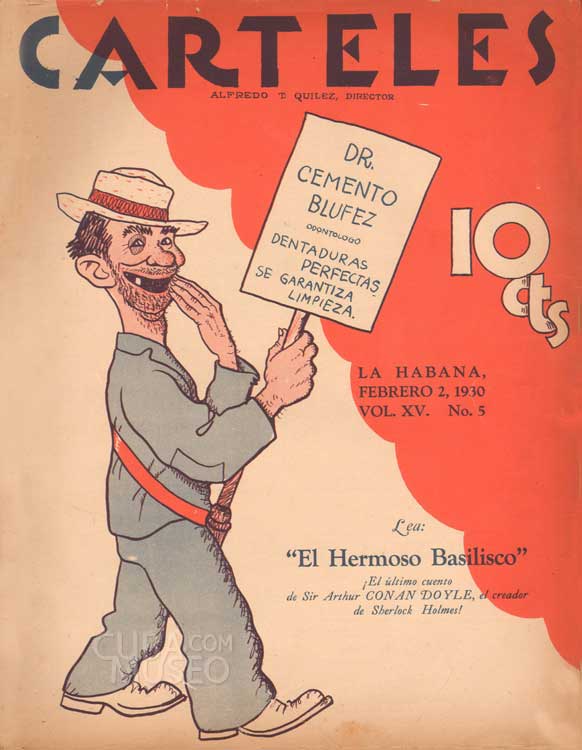 CARTELES
ALFREDO T. QUILEZ, DIRECTOR
DR.
CEMENTO
BLUFEZ
ODONTOLOGO
DENTADURAS
PERFECTAS
SE GARANTIZA
LIMPIEZA.
10
cts
LA HABANA,
FEBRERO 2, 1930
VOL. XV. No. 5
Lea:
"El Hermoso Basilisco"
¡El último cuento
de Sir Arthur CONAN DOYLE, el creador
de Sherlock Holmes!
CUBA
MUSEO
.COM